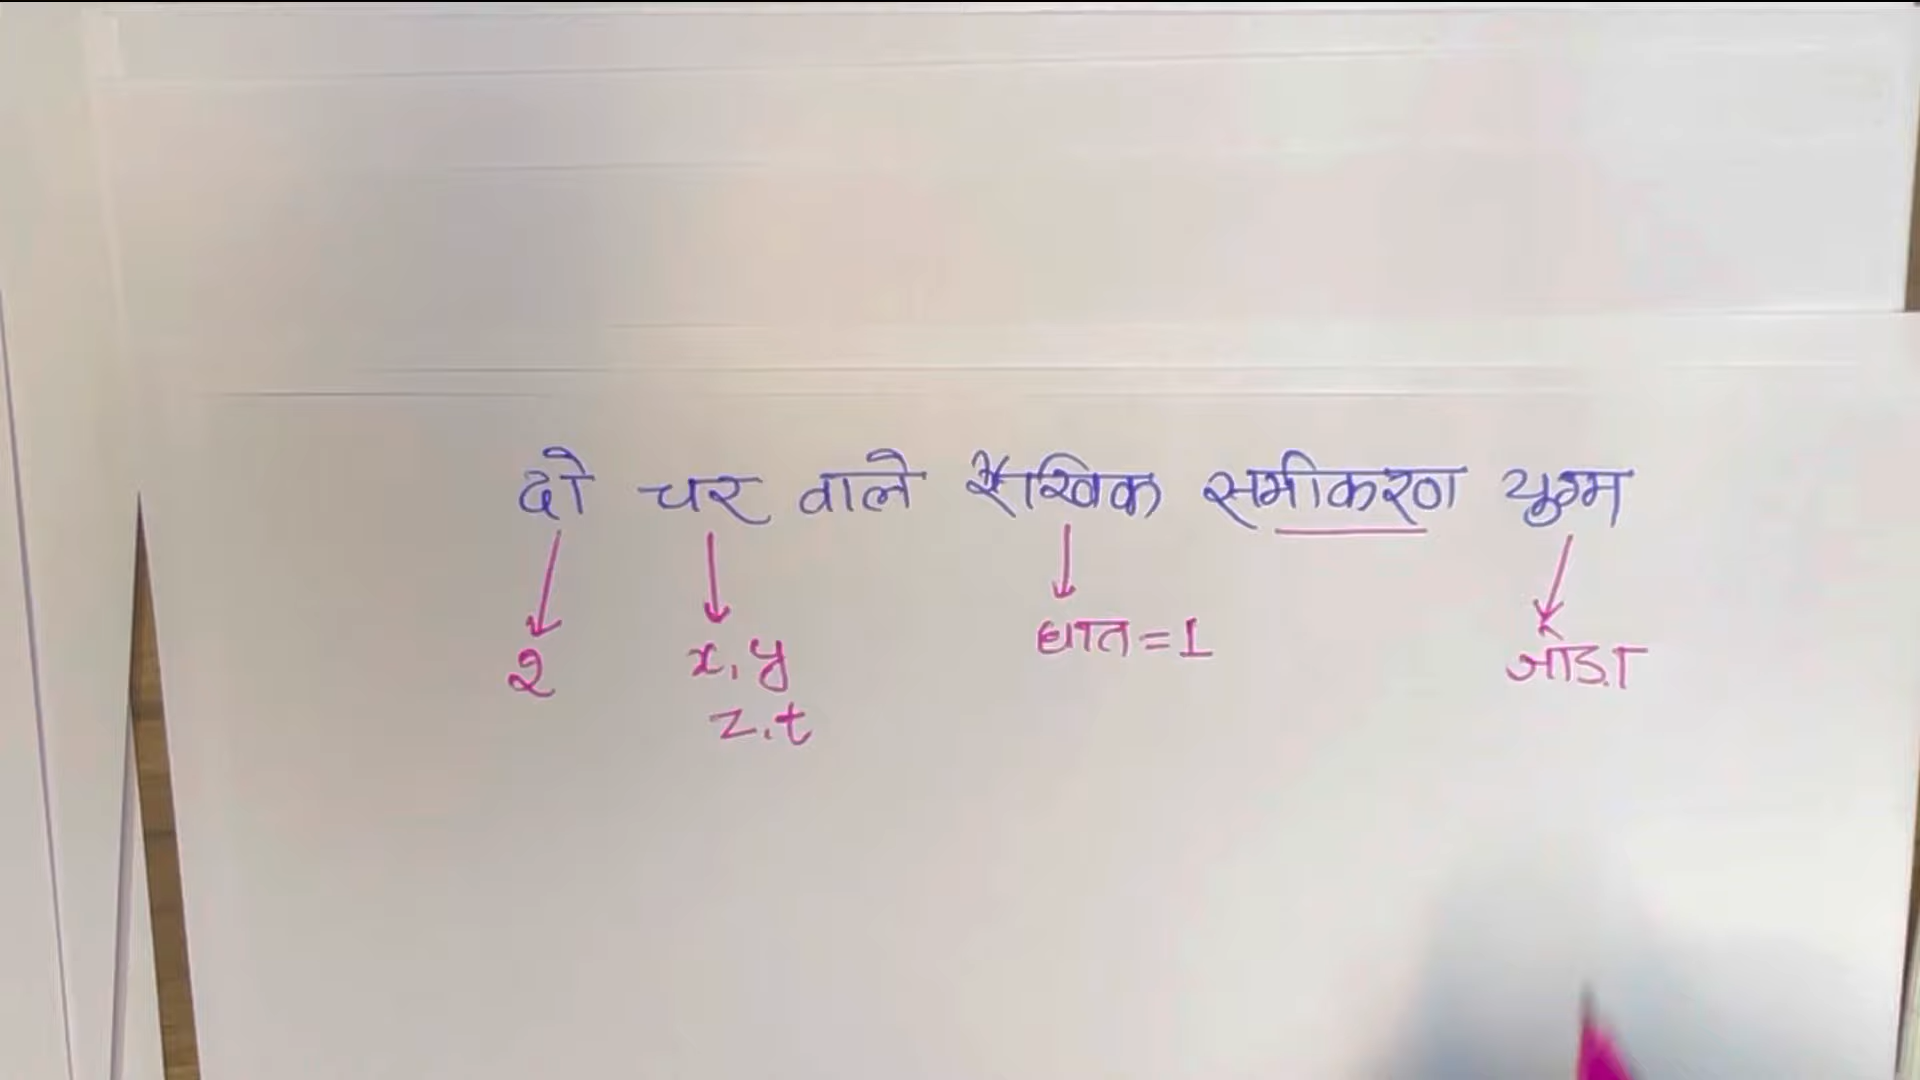 दो चर वाले रैखिक समीकरण युग्म
2 x, y घात = 1 जोड़ा
z, t